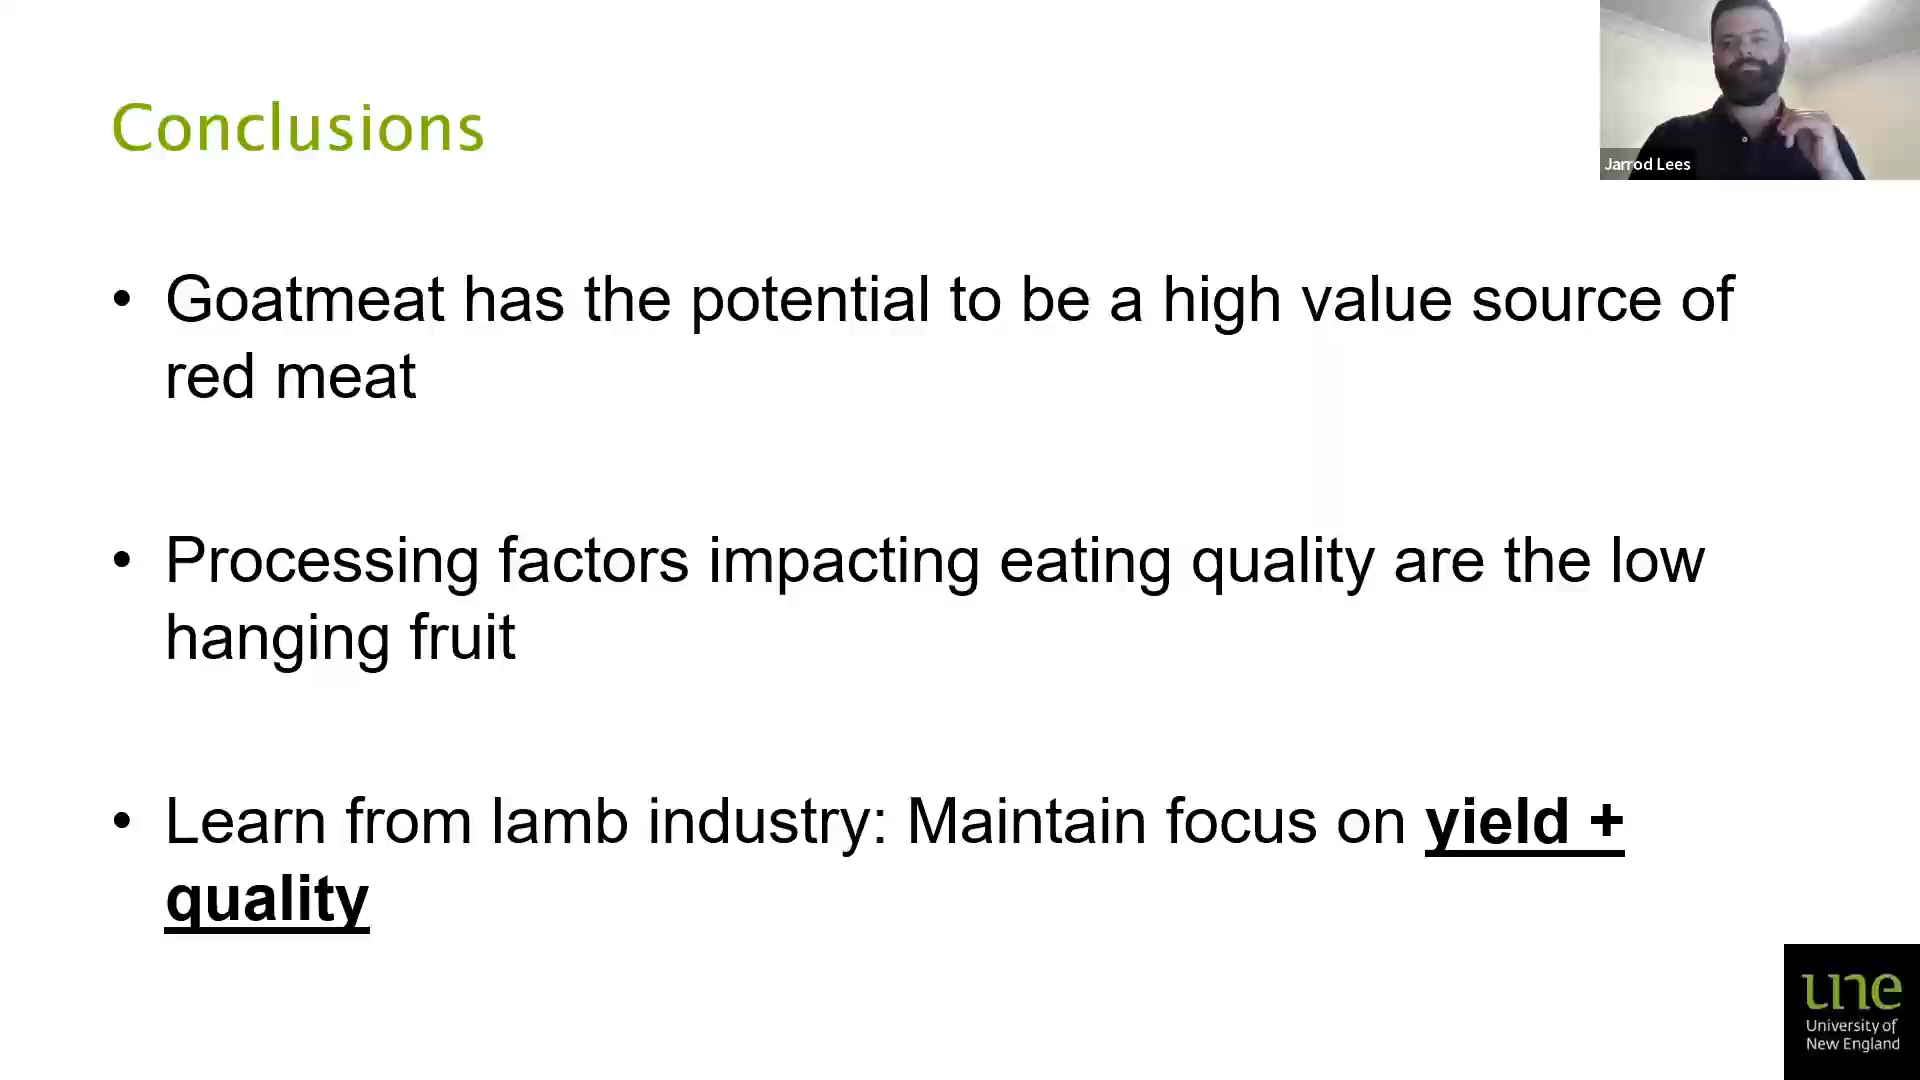 Conclusions
Jarrod Lees
• Goatmeat has the potential to be a high value source of
red meat
• Processing factors impacting eating quality are the low
hanging fruit
• Learn from lamb industry: Maintain focus on yield +
quality
une
University of
New England